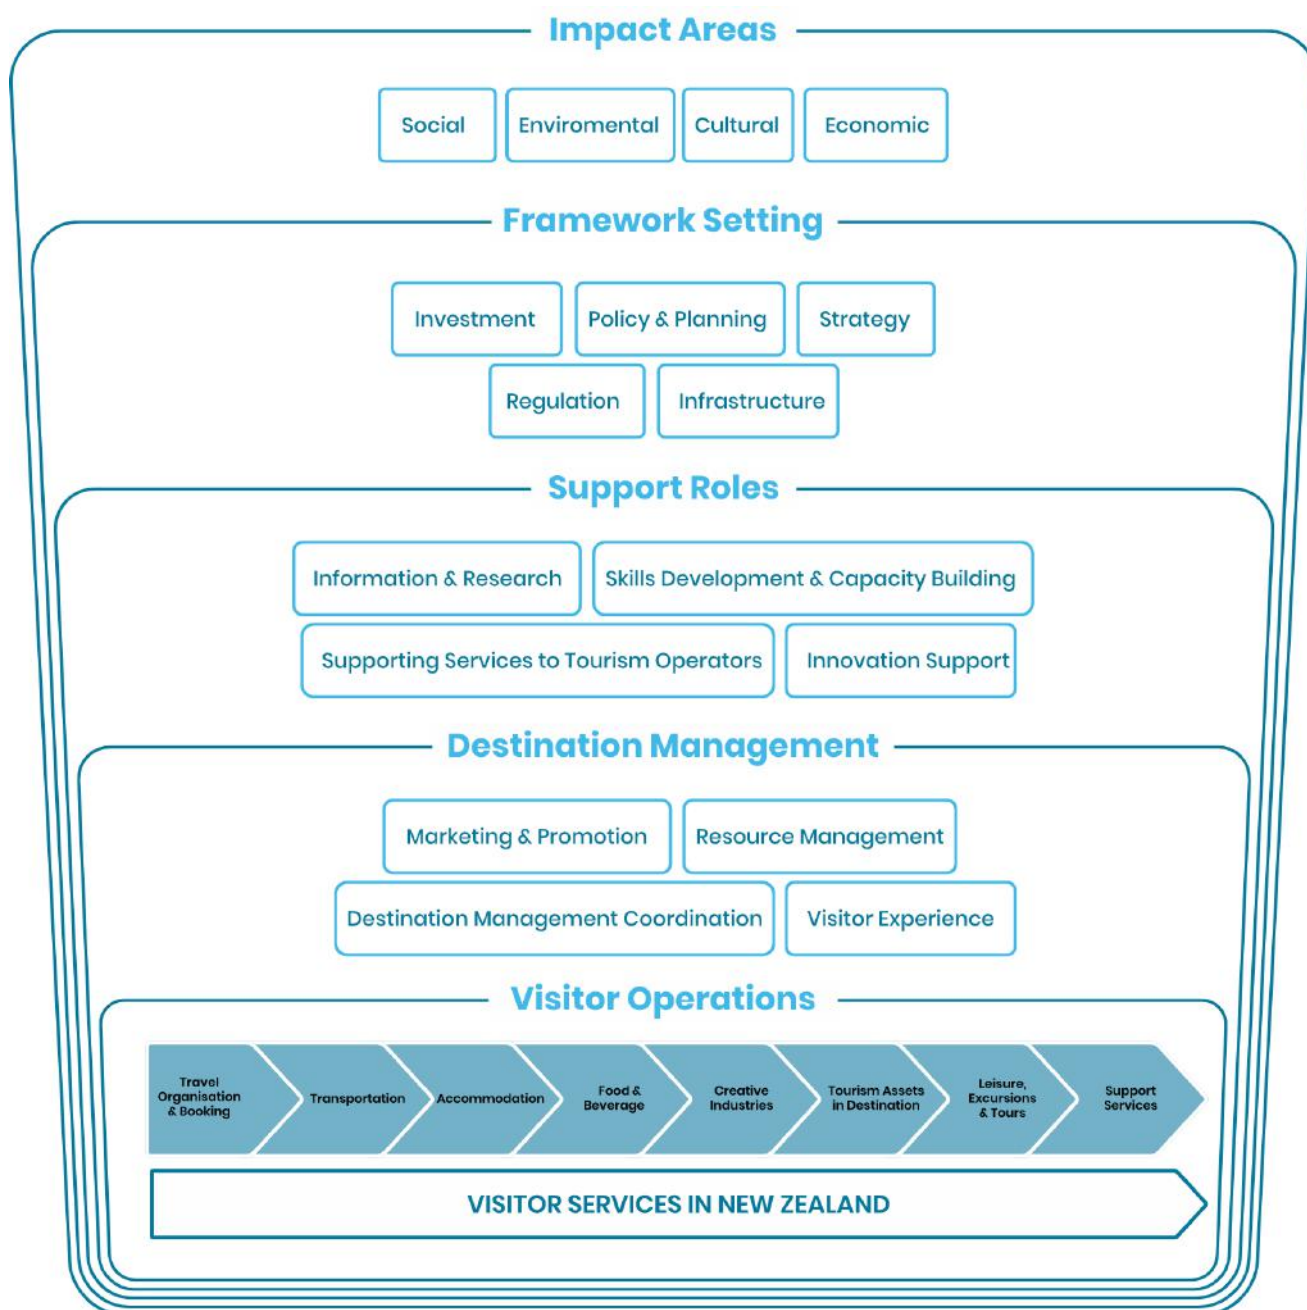 Impact Areas
Social Enviromental Cultural Economic
Framework Setting
Investment Policy & Planning Strategy
Regulation Infrastructure
Support Roles
Information & Research Skills Development & Capacity Building
Supporting Services to Tourism Operators Innovation Support
Destination Management
Marketing & Promotion Resource Management
Destination Management Coordination Visitor Experience
Visitor Operations
Travel
Organisation
& Booking
Transportation
Accommodation
Food &
Beverage
Creative
Industries
Tourism Assets
in Destination
Leisure,
Excursions
& Tours
Support
Services
VISITOR SERVICES IN NEW ZEALAND